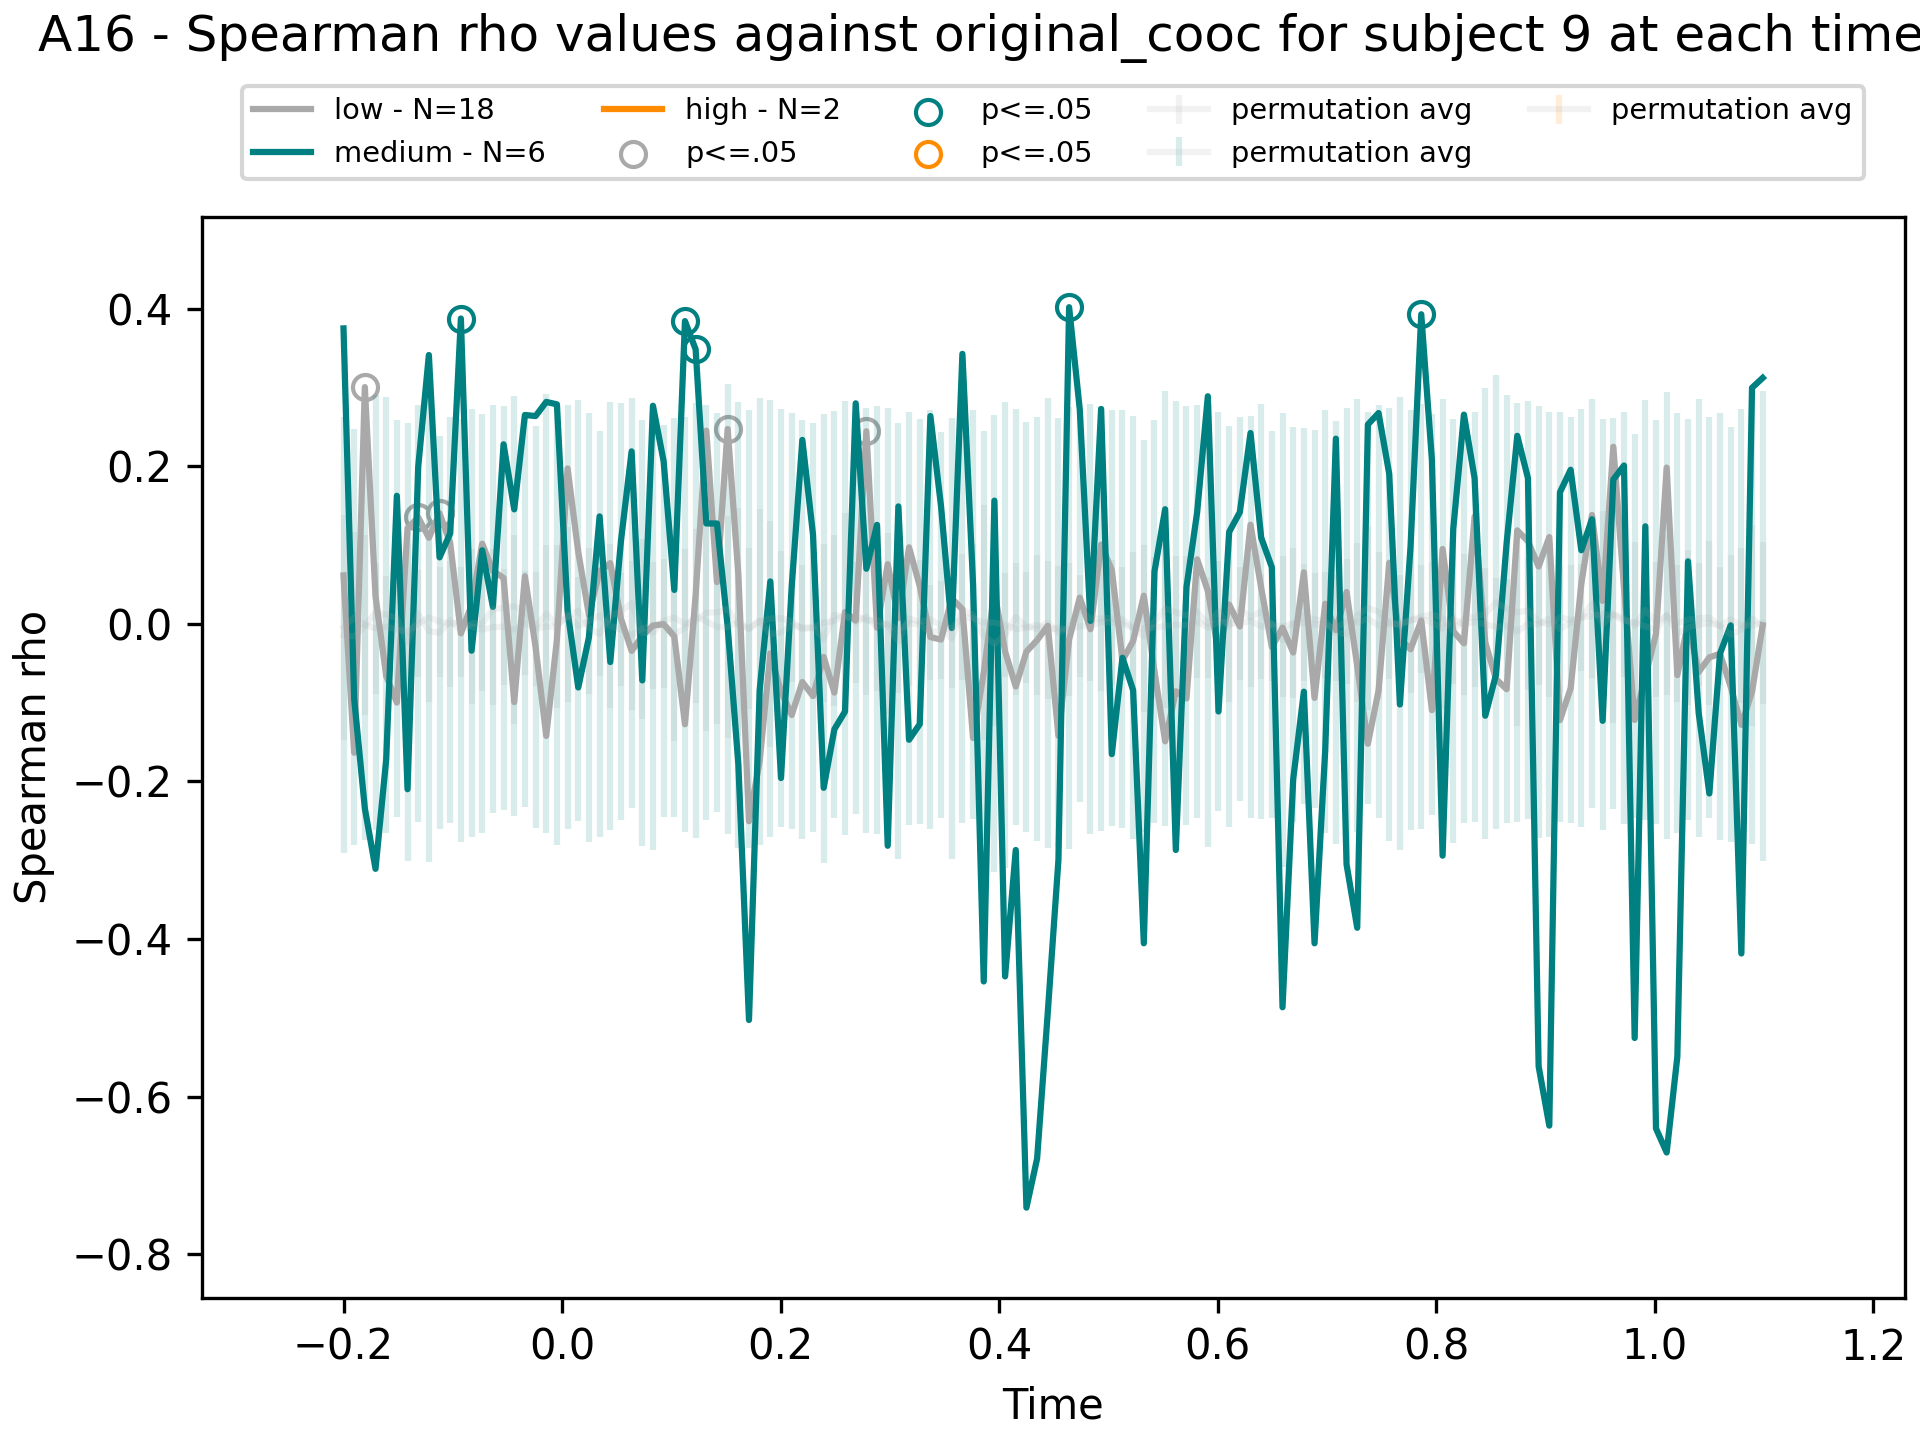 A16 - Spearman rho values against original_cooc for subject 9 at each time
low - N=18
medium - N=6
high - N=2
p<=.05
p<=.05
p<=.05
permutation avg
permutation avg
permutation avg
Spearman rho
0.4
0.2
0.0
−0.2
−0.4
−0.6
−0.8
−0.2
0.0
0.2
0.4
0.6
0.8
1.0
1.2
Time